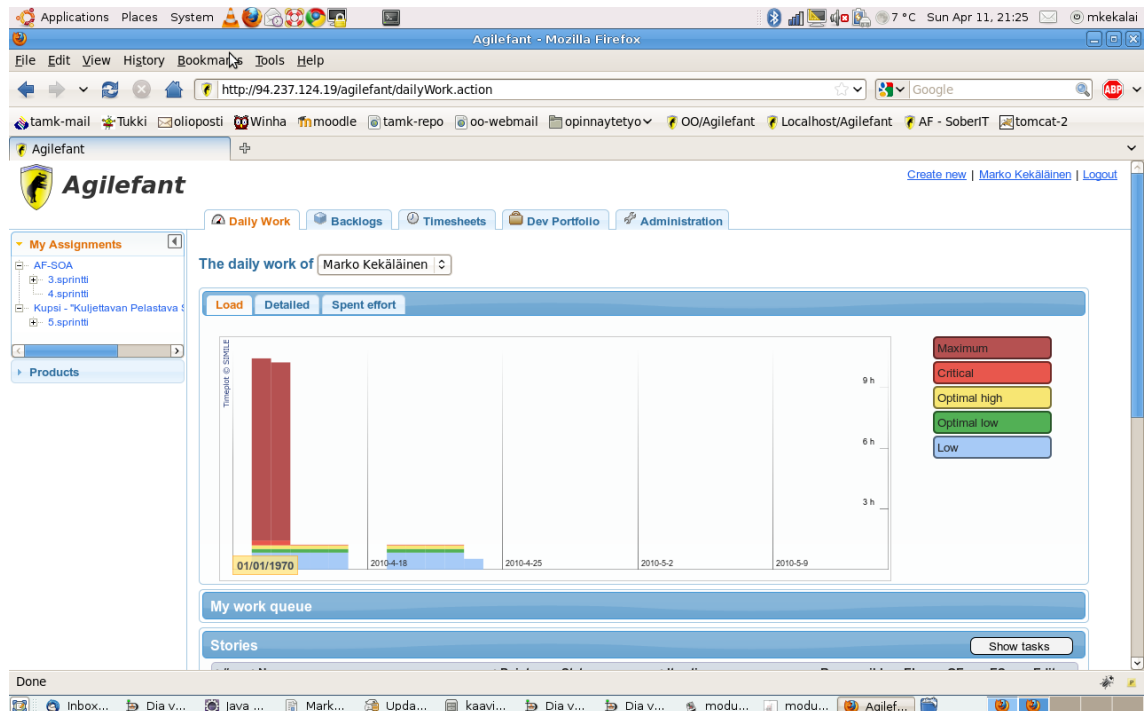 Applications Places System 7 °C Sun Apr 11, 21:25 mkekalai
Agilefant - Mozilla Firefox
File Edit View History Bookmarks Tools Help
http://94.237.124.19/agilefant/dailyWork.action Google ABP
tamk-mail Tukki olioposti Winha moodle tamk-repo oo-webmail opinnaytetyo OO/Agilefant Localhost/Agilefant AF - SoberIT tomcat-2
Agilefant
Agilefant
Create new | Marko Kekäläinen | Logout
Daily Work Backlogs Timesheets Dev Portfolio Administration
My Assignments
AF-SOA
3.sprintti
4.sprintti
Kupsi - "Kuljettavan Pelastava S
5.sprintti
Products
The daily work of Marko Kekäläinen
Load Detailed Spent effort
Timeplot © SIMILE
9 h
6 h
3 h
01/01/1970 2010-4-18 2010-4-25 2010-5-2 2010-5-9
Maximum
Critical
Optimal high
Optimal low
Low
My work queue
Stories Show tasks
Done
Inbox... Dia v... Java ... Mark... Upda... kaavi... Dia v... Dia v... modu... modu... Agilef...